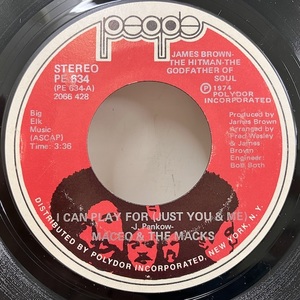 people
STEREO
PE 634
(PE 634-A)
2066 428
JAMES BROWN-
THE HITMAN-THE
GODFATHER OF
SOUL
Ⓟ 1974
POLYDOR
INCORPORATED
Big
Elk
Music
(ASCAP)
Time: 3:36
Produced by
James Brown
Arranged by
Fred Wesley
& James
Brown
Engineer:
Bob Both
I CAN PLAY FOR (JUST YOU & ME)
J. Pankow
MACEO & THE MACKS
DISTRIBUTED BY POLYDOR INCORPORATED, NEW YORK, N.Y.